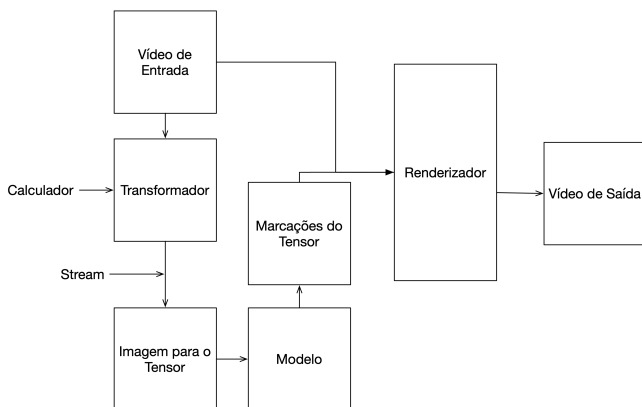 Vídeo de
Entrada
Calculador
Transformador
Renderizador
Vídeo de Saída
Marcações do
Tensor
Stream
Imagem para o
Tensor
Modelo